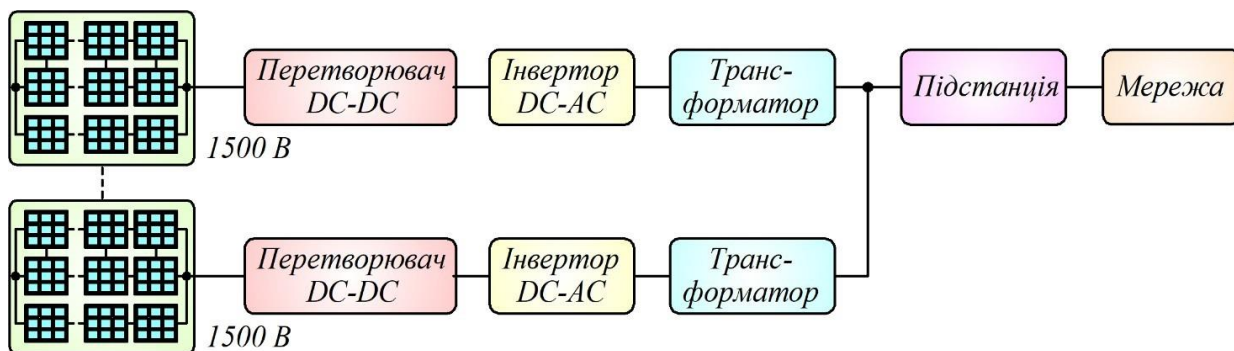 Перетворювач
DC-DC
Інвертор
DC-AC
Транс-
форматор
Підстанція
Мережа
1500 В
Перетворювач
DC-DC
Інвертор
DC-AC
Транс-
форматор
1500 В